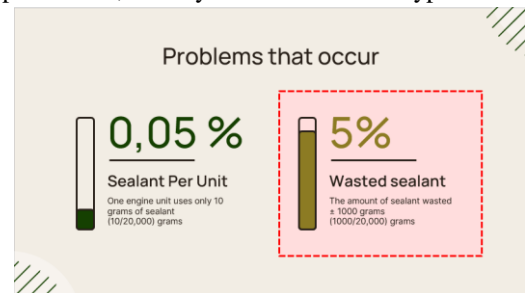 Problems that occur
0,05 %
Sealant Per Unit
One engine unit uses only 10
grams of sealant
(10/20,000) grams
5%
Wasted sealant
The amount of sealant wasted
± 1000 grams
(1000/20,000) grams